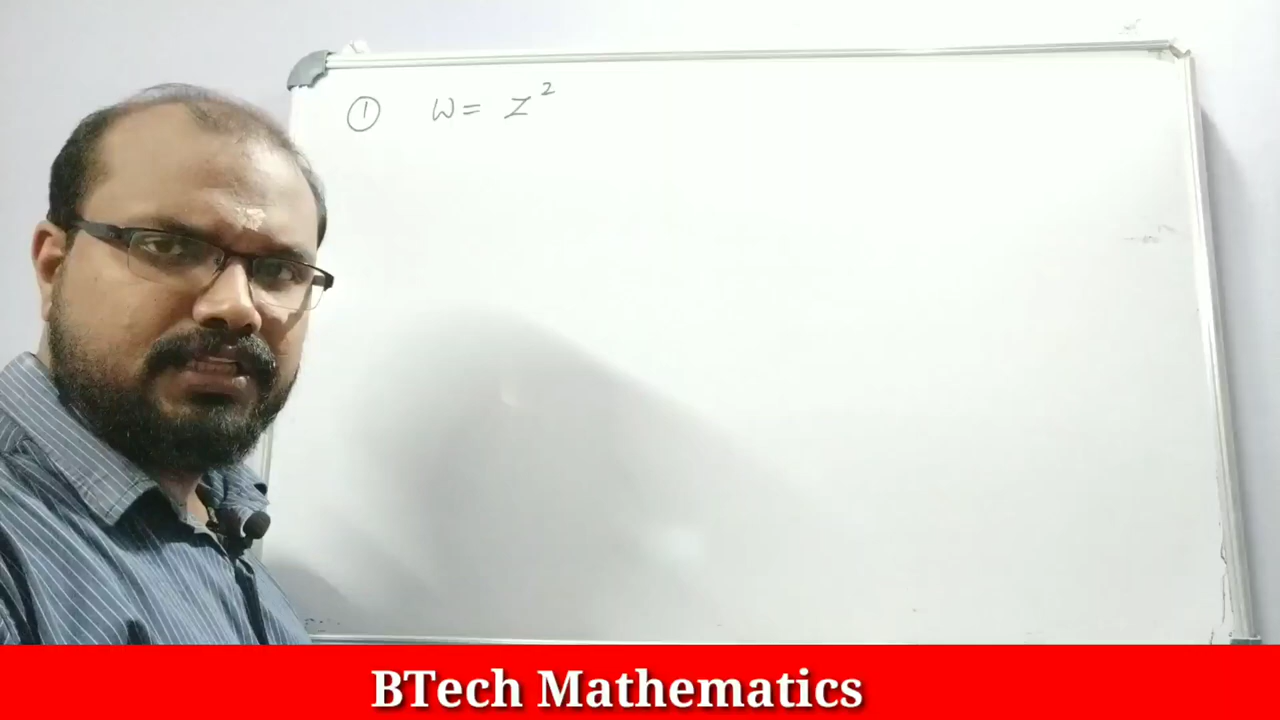 ① w = z²
BTech Mathematics